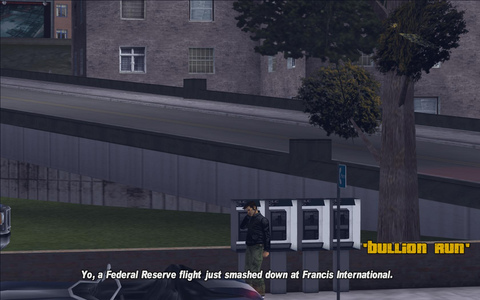 "BULLION RUN"
Yo, a Federal Reserve flight just smashed down at Francis International.